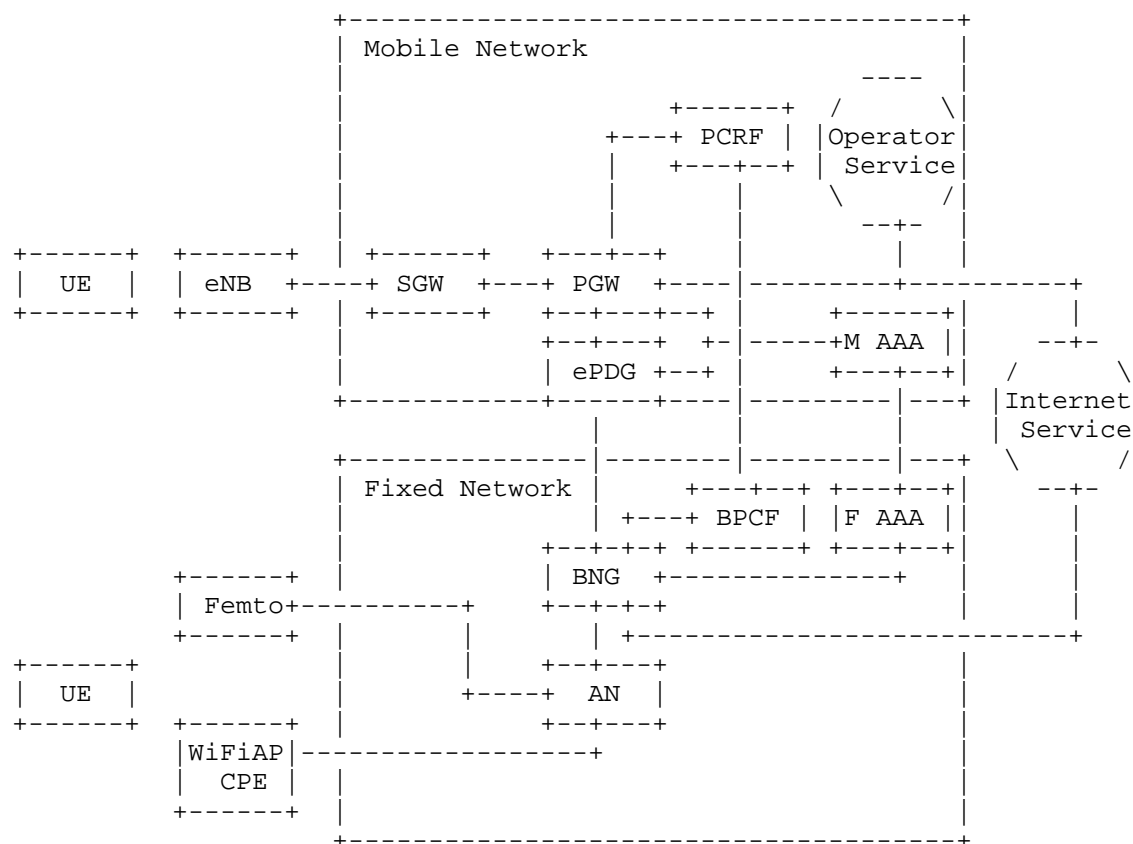 Mobile Network
PCRF
Operator
Service
UE
eNB
SGW
PGW
M AAA
ePDG
Internet
Service
Fixed Network
BPCF
F AAA
BNG
Femto
UE
AN
WiFiAP
CPE